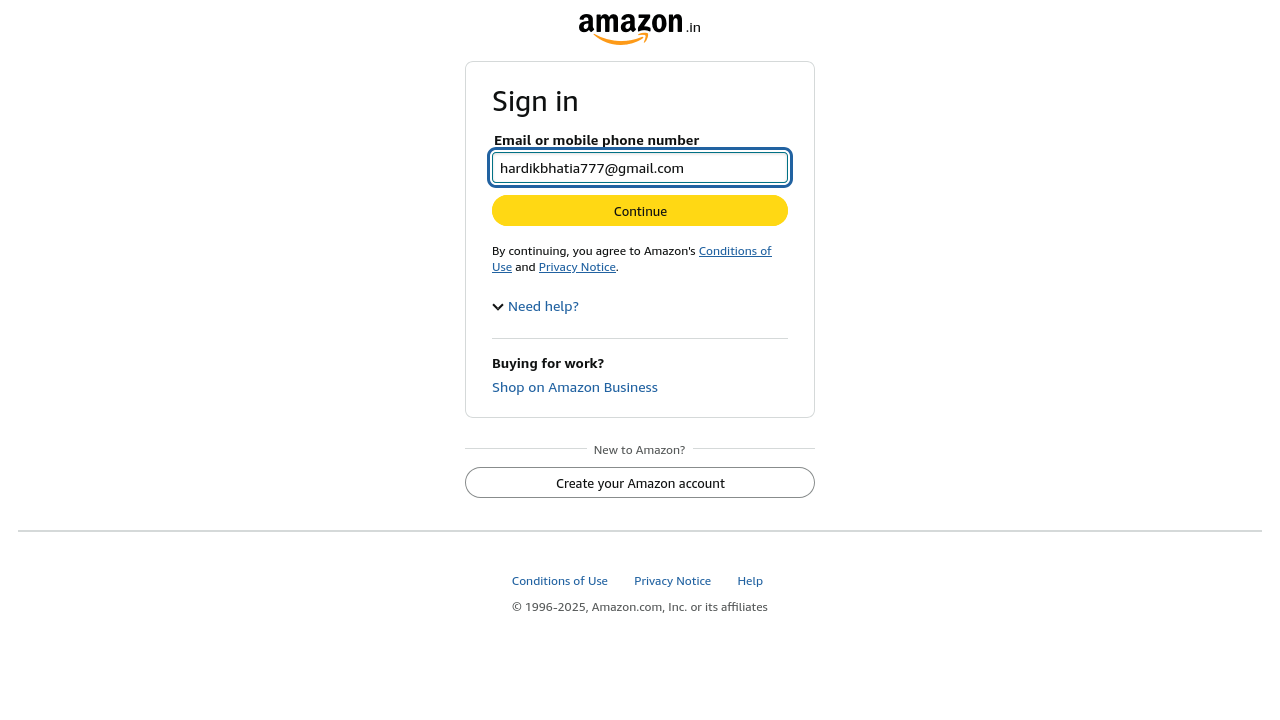 amazon.in
Sign in
Email or mobile phone number
hardikbhatia777@gmail.com
Continue
By continuing, you agree to Amazon's Conditions of
Use and Privacy Notice.
Need help?
Buying for work?
Shop on Amazon Business
New to Amazon?
Create your Amazon account
Conditions of Use Privacy Notice Help
© 1996-2025, Amazon.com, Inc. or its affiliates